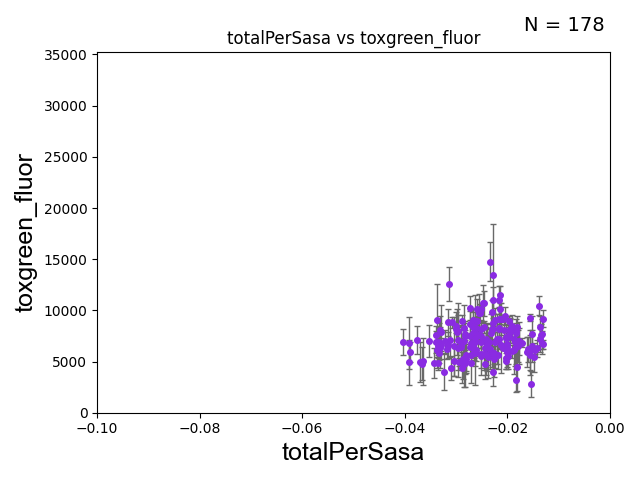 N = 178
totalPerSasa vs toxgreen_fluor
35000
30000
25000
20000
15000
10000
5000
0
toxgreen_fluor
−0.10 −0.08 −0.06 −0.04 −0.02 0.00
totalPerSasa